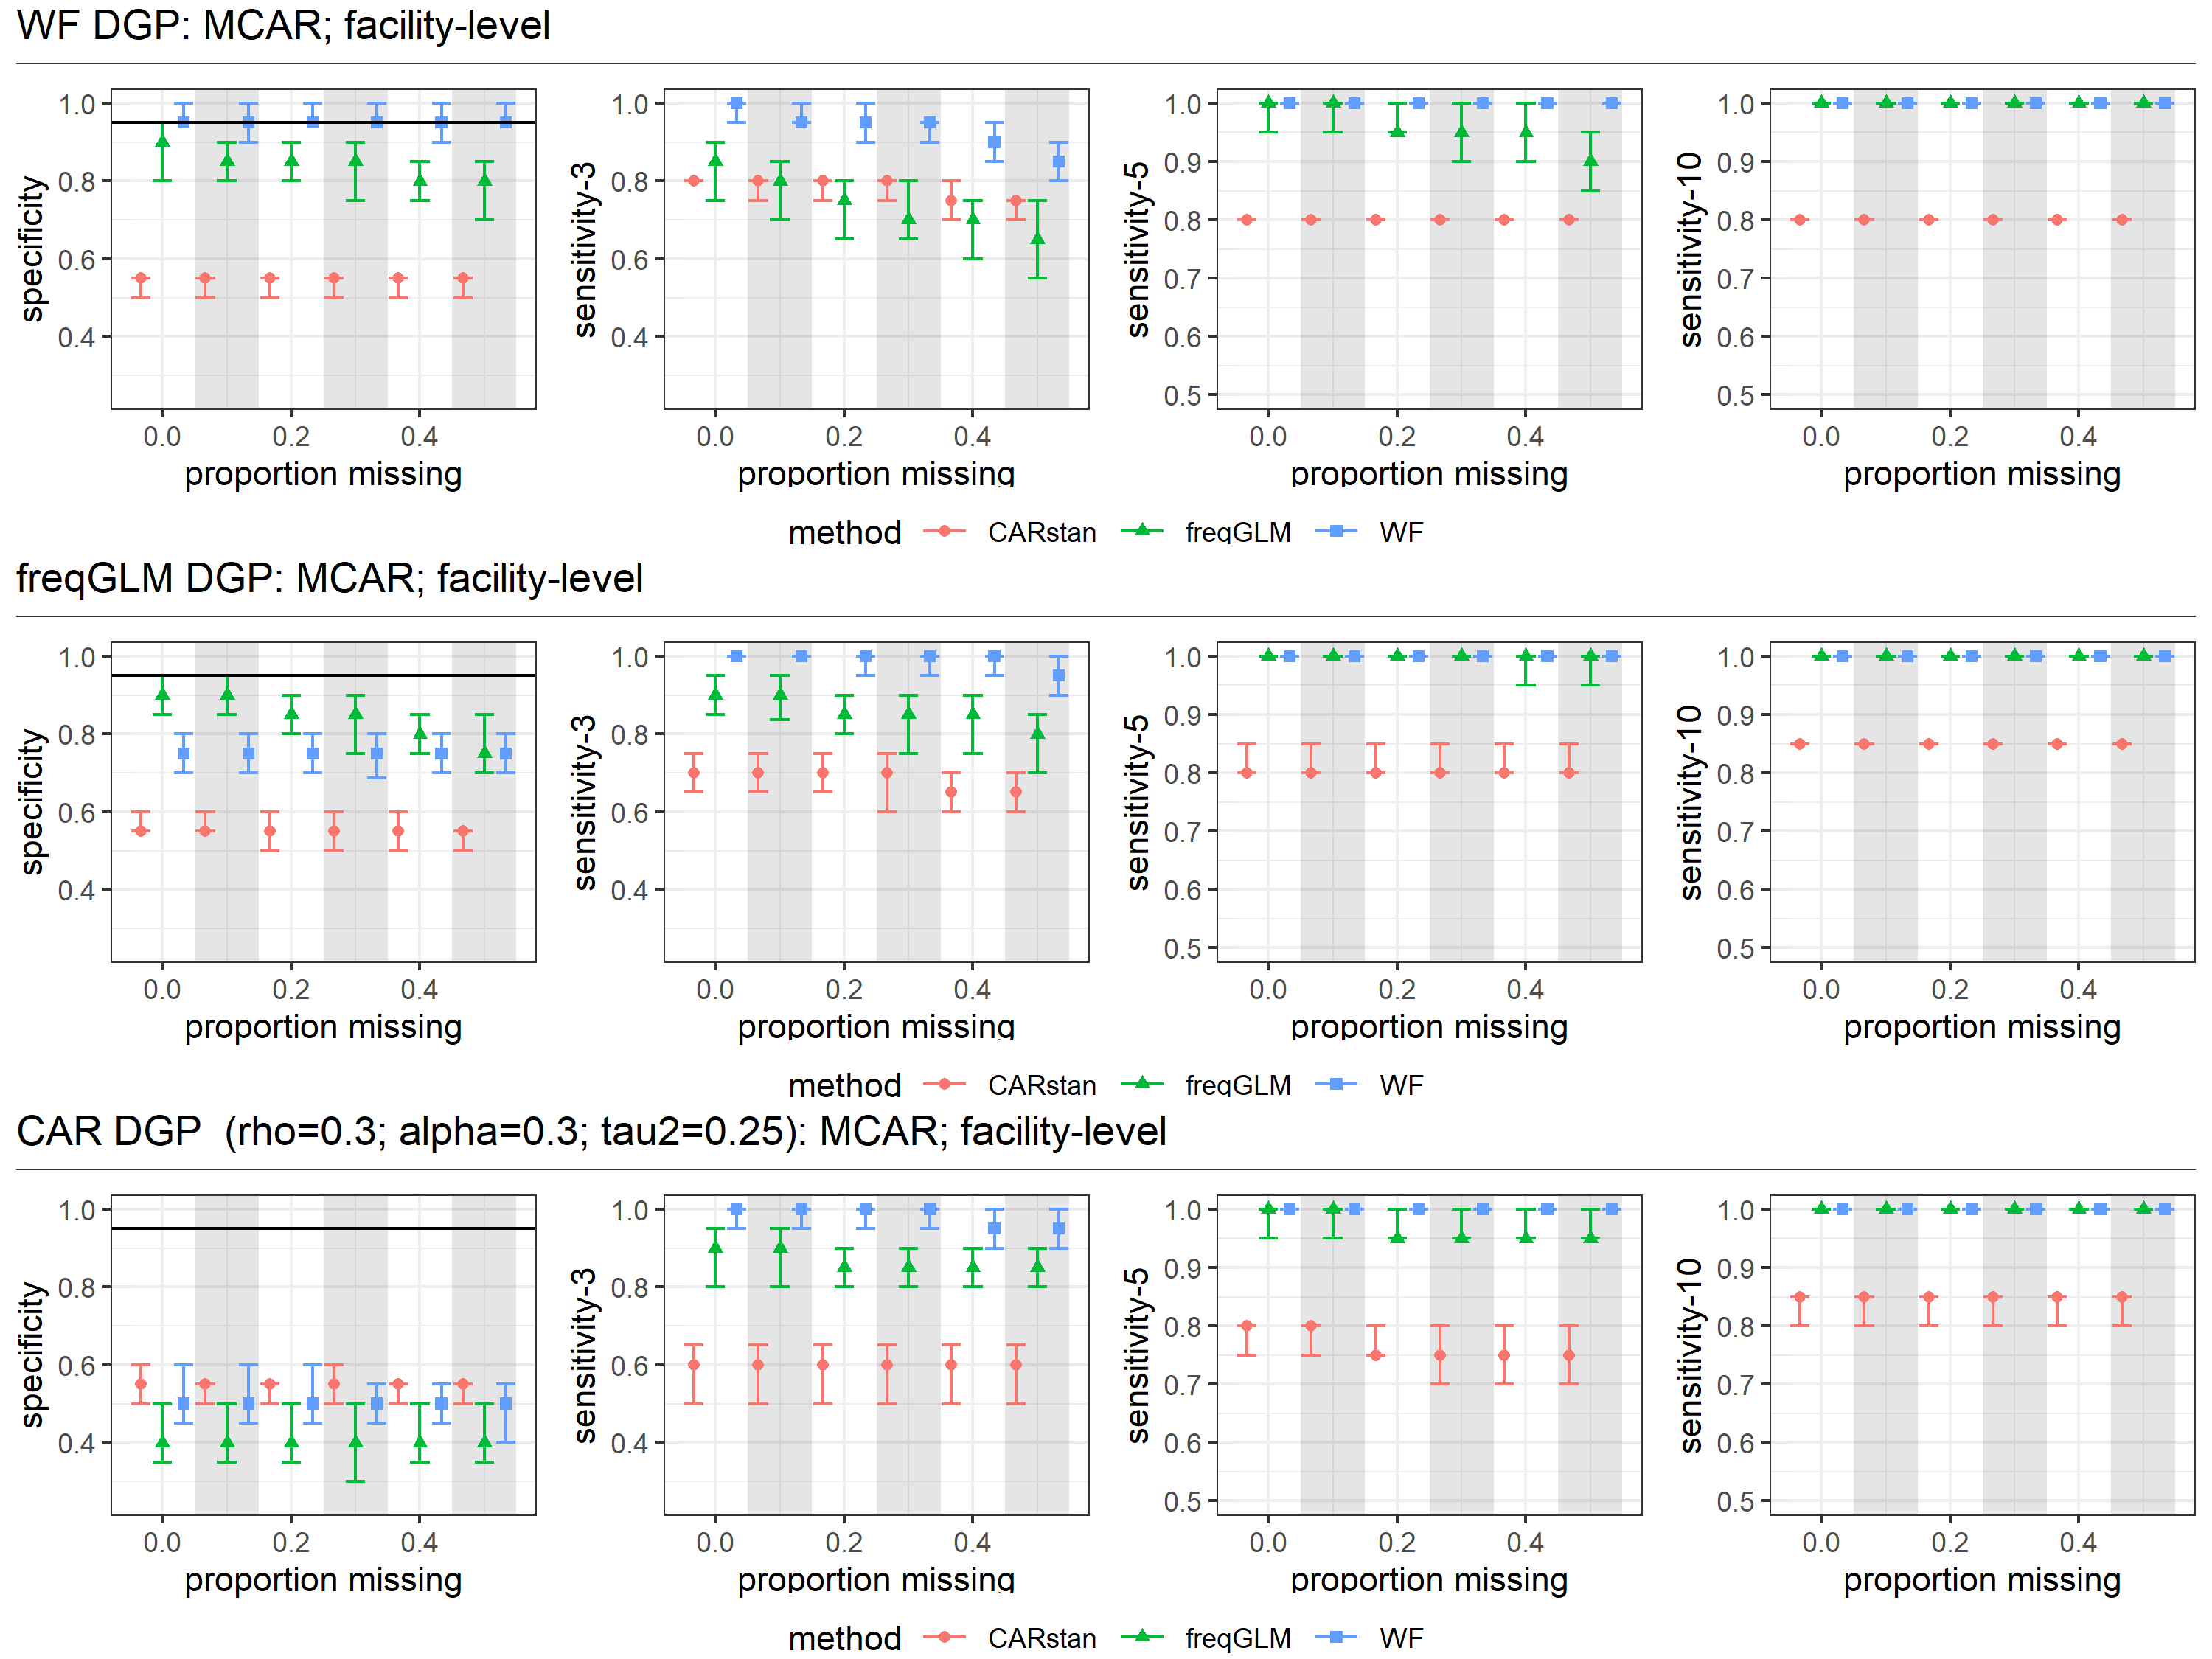 WF DGP: MCAR; facility-level
specificity
1.0
0.8
0.6
0.4
0.0 0.2 0.4
proportion missing
sensitivity-3
1.0
0.8
0.6
0.4
0.0 0.2 0.4
proportion missing
sensitivity-5
1.0
0.9
0.8
0.7
0.6
0.5
0.0 0.2 0.4
proportion missing
sensitivity-10
1.0
0.9
0.8
0.7
0.6
0.5
0.0 0.2 0.4
proportion missing
method CARstan freqGLM WF
freqGLM DGP: MCAR; facility-level
specificity
1.0
0.8
0.6
0.4
0.0 0.2 0.4
proportion missing
sensitivity-3
1.0
0.8
0.6
0.4
0.0 0.2 0.4
proportion missing
sensitivity-5
1.0
0.9
0.8
0.7
0.6
0.5
0.0 0.2 0.4
proportion missing
sensitivity-10
1.0
0.9
0.8
0.7
0.6
0.5
0.0 0.2 0.4
proportion missing
method CARstan freqGLM WF
CAR DGP (rho=0.3; alpha=0.3; tau2=0.25): MCAR; facility-level
specificity
1.0
0.8
0.6
0.4
0.0 0.2 0.4
proportion missing
sensitivity-3
1.0
0.8
0.6
0.4
0.0 0.2 0.4
proportion missing
sensitivity-5
1.0
0.9
0.8
0.7
0.6
0.5
0.0 0.2 0.4
proportion missing
sensitivity-10
1.0
0.9
0.8
0.7
0.6
0.5
0.0 0.2 0.4
proportion missing
method CARstan freqGLM WF